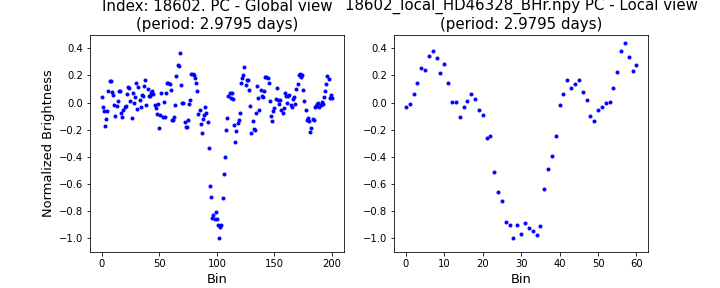 Index: 18602. PC - Global view
(period: 2.9795 days)
18602_local_HD46328_BHr.npy PC - Local view
(period: 2.9795 days)
Normalized Brightness
0.4
0.2
0.0
−0.2
−0.4
−0.6
−0.8
−1.0
0 50 100 150 200
Bin
0.4
0.2
0.0
−0.2
−0.4
−0.6
−0.8
−1.0
0 10 20 30 40 50 60
Bin